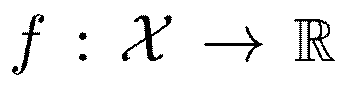 f : 𝒳 → ℝ